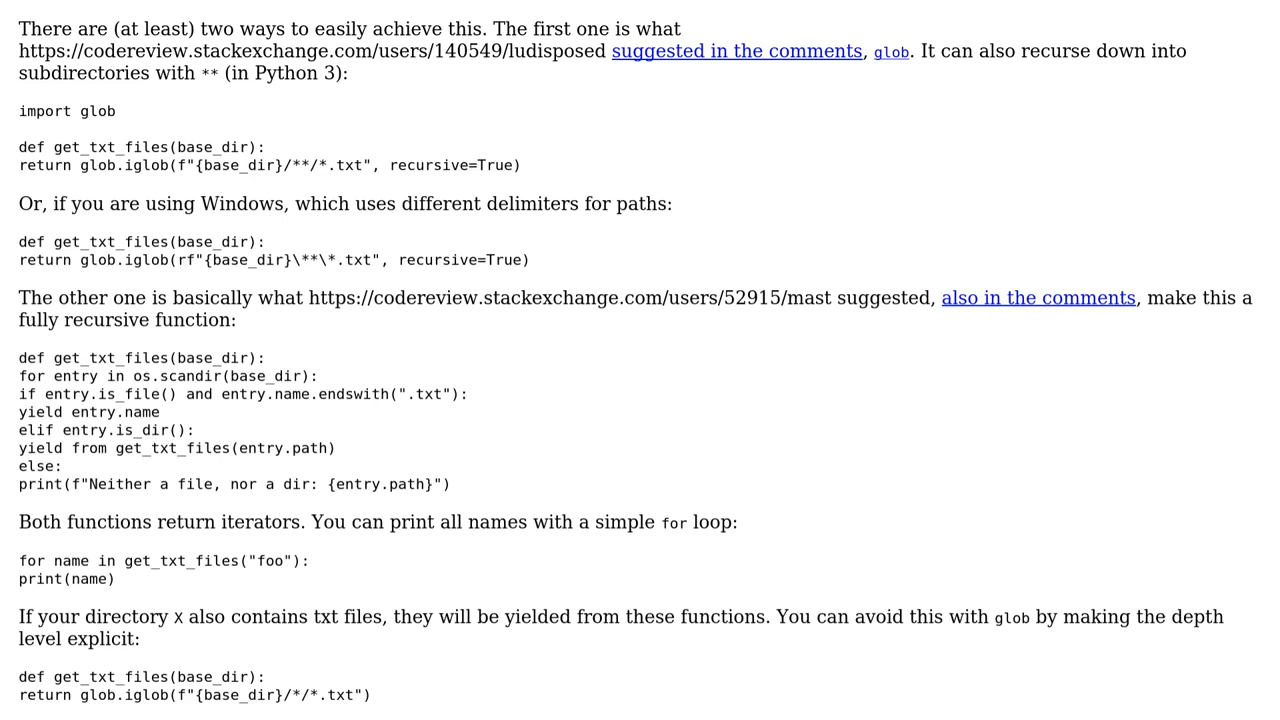 There are (at least) two ways to easily achieve this. The first one is what
https://codereview.stackexchange.com/users/140549/ludisposed suggested in the comments, glob. It can also recurse down into
subdirectories with ** (in Python 3):
import glob
def get_txt_files(base_dir):
return glob.iglob(f"{base_dir}/**/*.txt", recursive=True)
Or, if you are using Windows, which uses different delimiters for paths:
def get_txt_files(base_dir):
return glob.iglob(rf"{base_dir}\**\*.txt", recursive=True)
The other one is basically what https://codereview.stackexchange.com/users/52915/mast suggested, also in the comments, make this a
fully recursive function:
def get_txt_files(base_dir):
for entry in os.scandir(base_dir):
if entry.is_file() and entry.name.endswith(".txt"):
yield entry.name
elif entry.is_dir():
yield from get_txt_files(entry.path)
else:
print(f"Neither a file, nor a dir: {entry.path}")
Both functions return iterators. You can print all names with a simple for loop:
for name in get_txt_files("foo"):
print(name)
If your directory X also contains txt files, they will be yielded from these functions. You can avoid this with glob by making the depth
level explicit:
def get_txt_files(base_dir):
return glob.iglob(f"{base_dir}/*/*.txt")